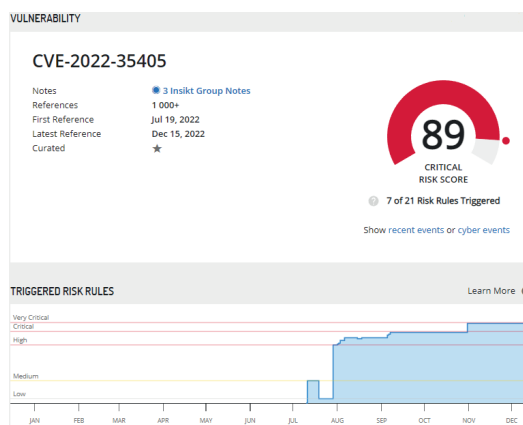 VULNERABILITY
CVE-2022-35405
Notes 3 Insikt Group Notes
References 1 000+
First Reference Jul 19, 2022
Latest Reference Dec 15, 2022
Curated ★
89
CRITICAL
RISK SCORE
? 7 of 21 Risk Rules Triggered
Show recent events or cyber events
TRIGGERED RISK RULES Learn More
Very Critical
Critical
High
Medium
Low
JAN FEB MAR APR MAY JUN JUL AUG SEP OCT NOV DEC